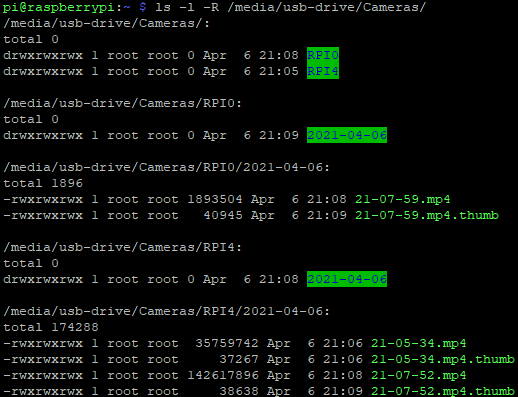 pi@raspberrypi:~ $ ls -l -R /media/usb-drive/Cameras/
/media/usb-drive/Cameras/:
total 0
drwxrwxrwx 1 root root 0 Apr  6 21:08 RPI0
drwxrwxrwx 1 root root 0 Apr  6 21:05 RPI4

/media/usb-drive/Cameras/RPI0:
total 0
drwxrwxrwx 1 root root 0 Apr  6 21:09 2021-04-06

/media/usb-drive/Cameras/RPI0/2021-04-06:
total 1896
-rwxrwxrwx 1 root root 1893504 Apr  6 21:08 21-07-59.mp4
-rwxrwxrwx 1 root root   40945 Apr  6 21:09 21-07-59.mp4.thumb

/media/usb-drive/Cameras/RPI4:
total 0
drwxrwxrwx 1 root root 0 Apr  6 21:08 2021-04-06

/media/usb-drive/Cameras/RPI4/2021-04-06:
total 174288
-rwxrwxrwx 1 root root  35759742 Apr  6 21:06 21-05-34.mp4
-rwxrwxrwx 1 root root     37267 Apr  6 21:06 21-05-34.mp4.thumb
-rwxrwxrwx 1 root root 142617896 Apr  6 21:08 21-07-52.mp4
-rwxrwxrwx 1 root root     38638 Apr  6 21:09 21-07-52.mp4.thumb